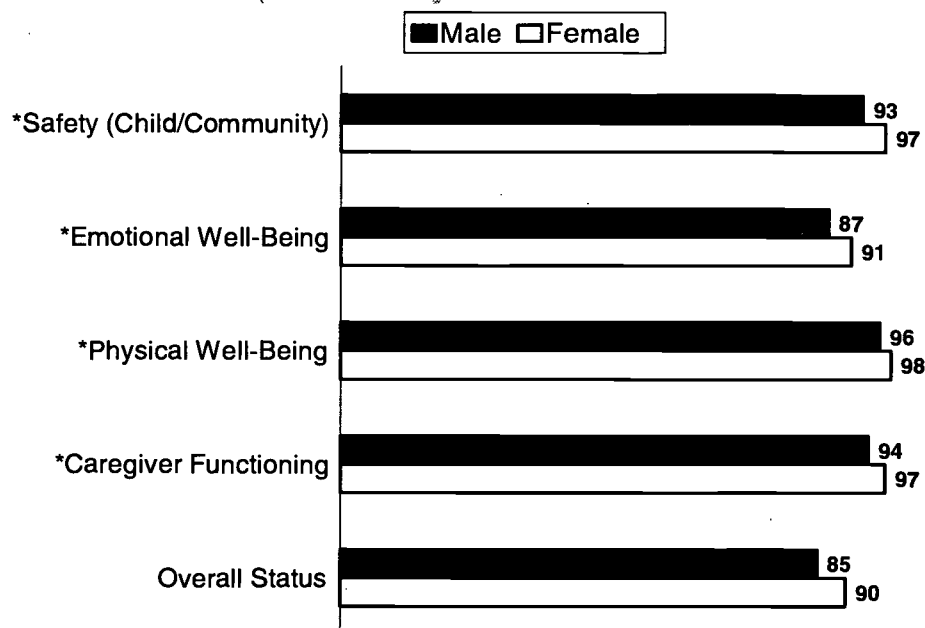 Male Female
*Safety (Child/Community)
93
97
*Emotional Well-Being
87
91
*Physical Well-Being
96
98
*Caregiver Functioning
94
97
Overall Status
85
90